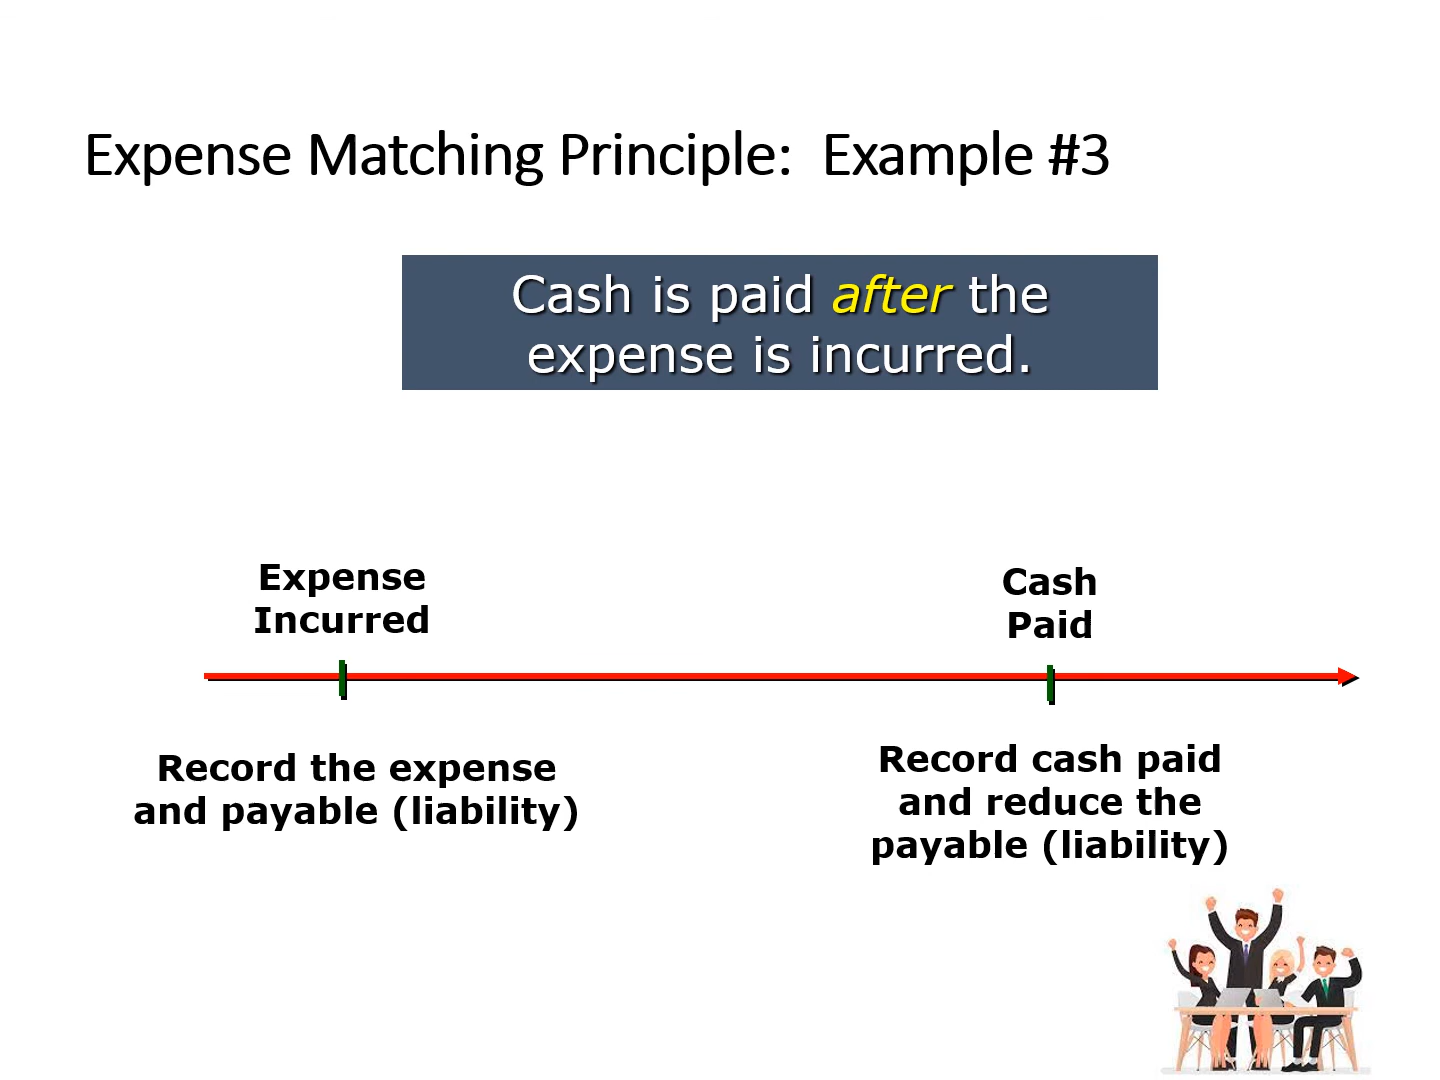 Expense Matching Principle:  Example #3
Cash is paid after the
expense is incurred.
Expense
Incurred
Cash
Paid
Record the expense
and payable (liability)
Record cash paid
and reduce the
payable (liability)